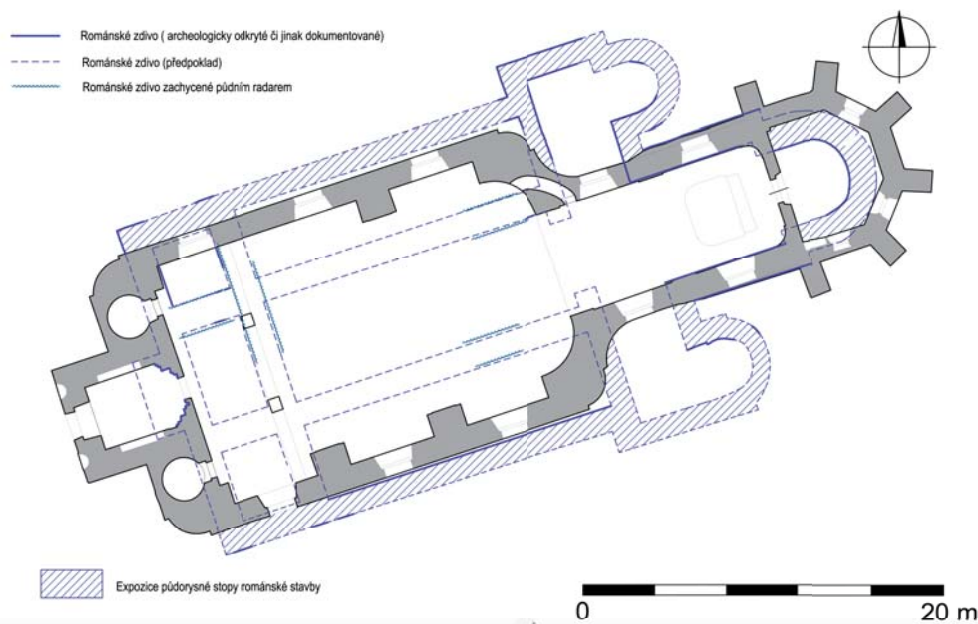 Románské zdivo ( archeologicky odkryté či jinak dokumentované)
Románské zdivo (předpoklad)
Románské zdivo zachycené půdním radarem
Expozice půdorysné stopy románské stavby
0 20 m